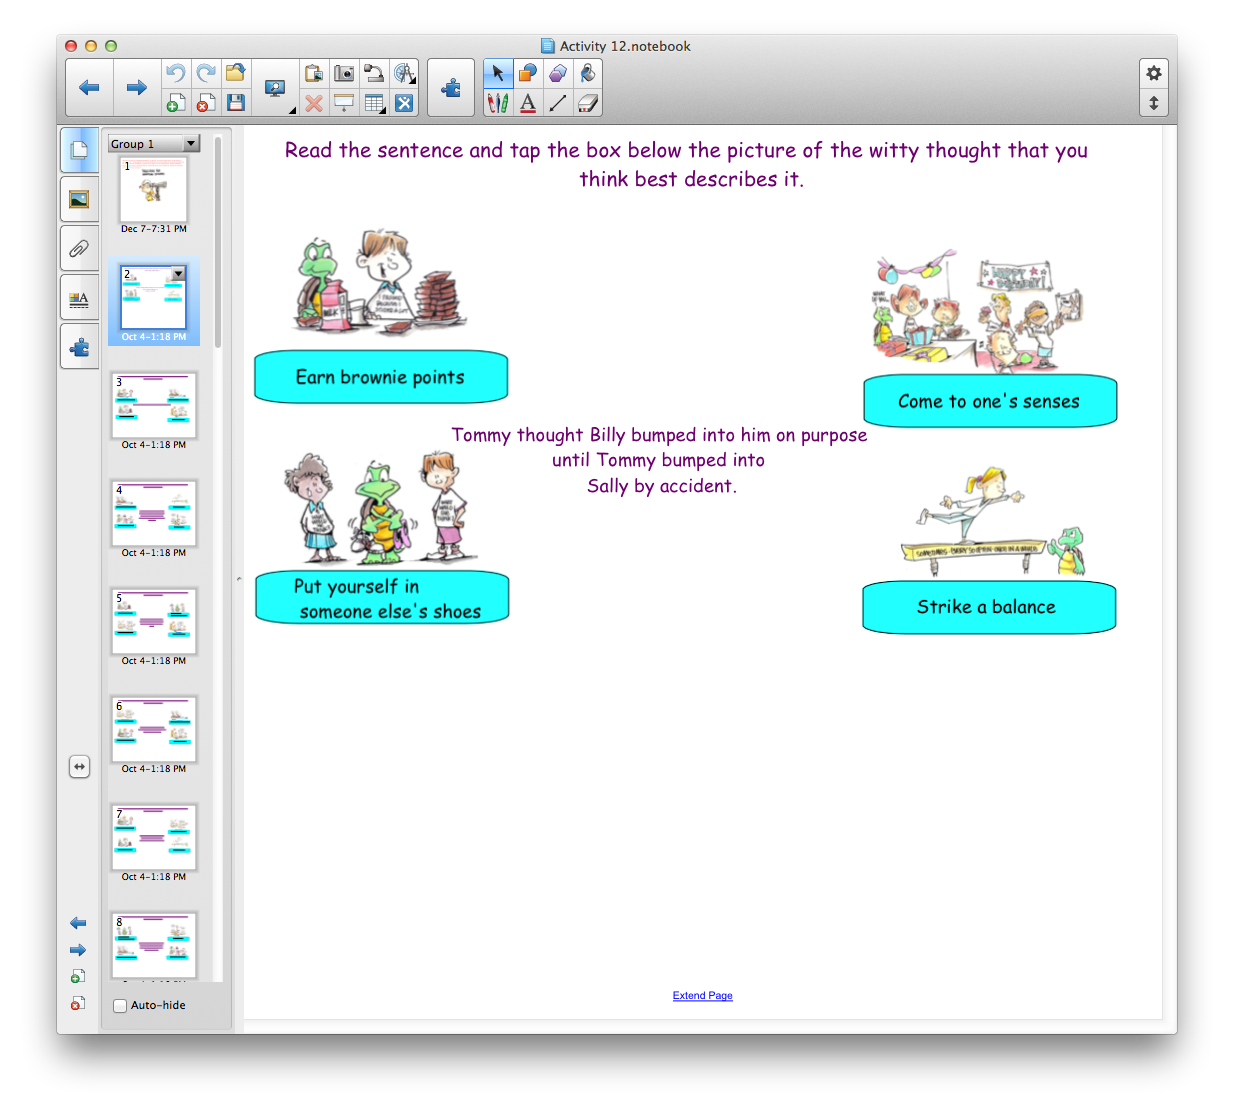 Activity 12.notebook
Group 1
1
Dec 7-7:31 PM
2
Oct 4-1:18 PM
3
Oct 4-1:18 PM
4
Oct 4-1:18 PM
5
Oct 4-1:18 PM
6
Oct 4-1:18 PM
7
Oct 4-1:18 PM
8
Auto-hide
Read the sentence and tap the box below the picture of the witty thought that you
think best describes it.
MILK
Earn brownie points
Come to one's senses
Tommy thought Billy bumped into him on purpose
until Tommy bumped into
Sally by accident.
Put yourself in
someone else's shoes
Strike a balance
Extend Page